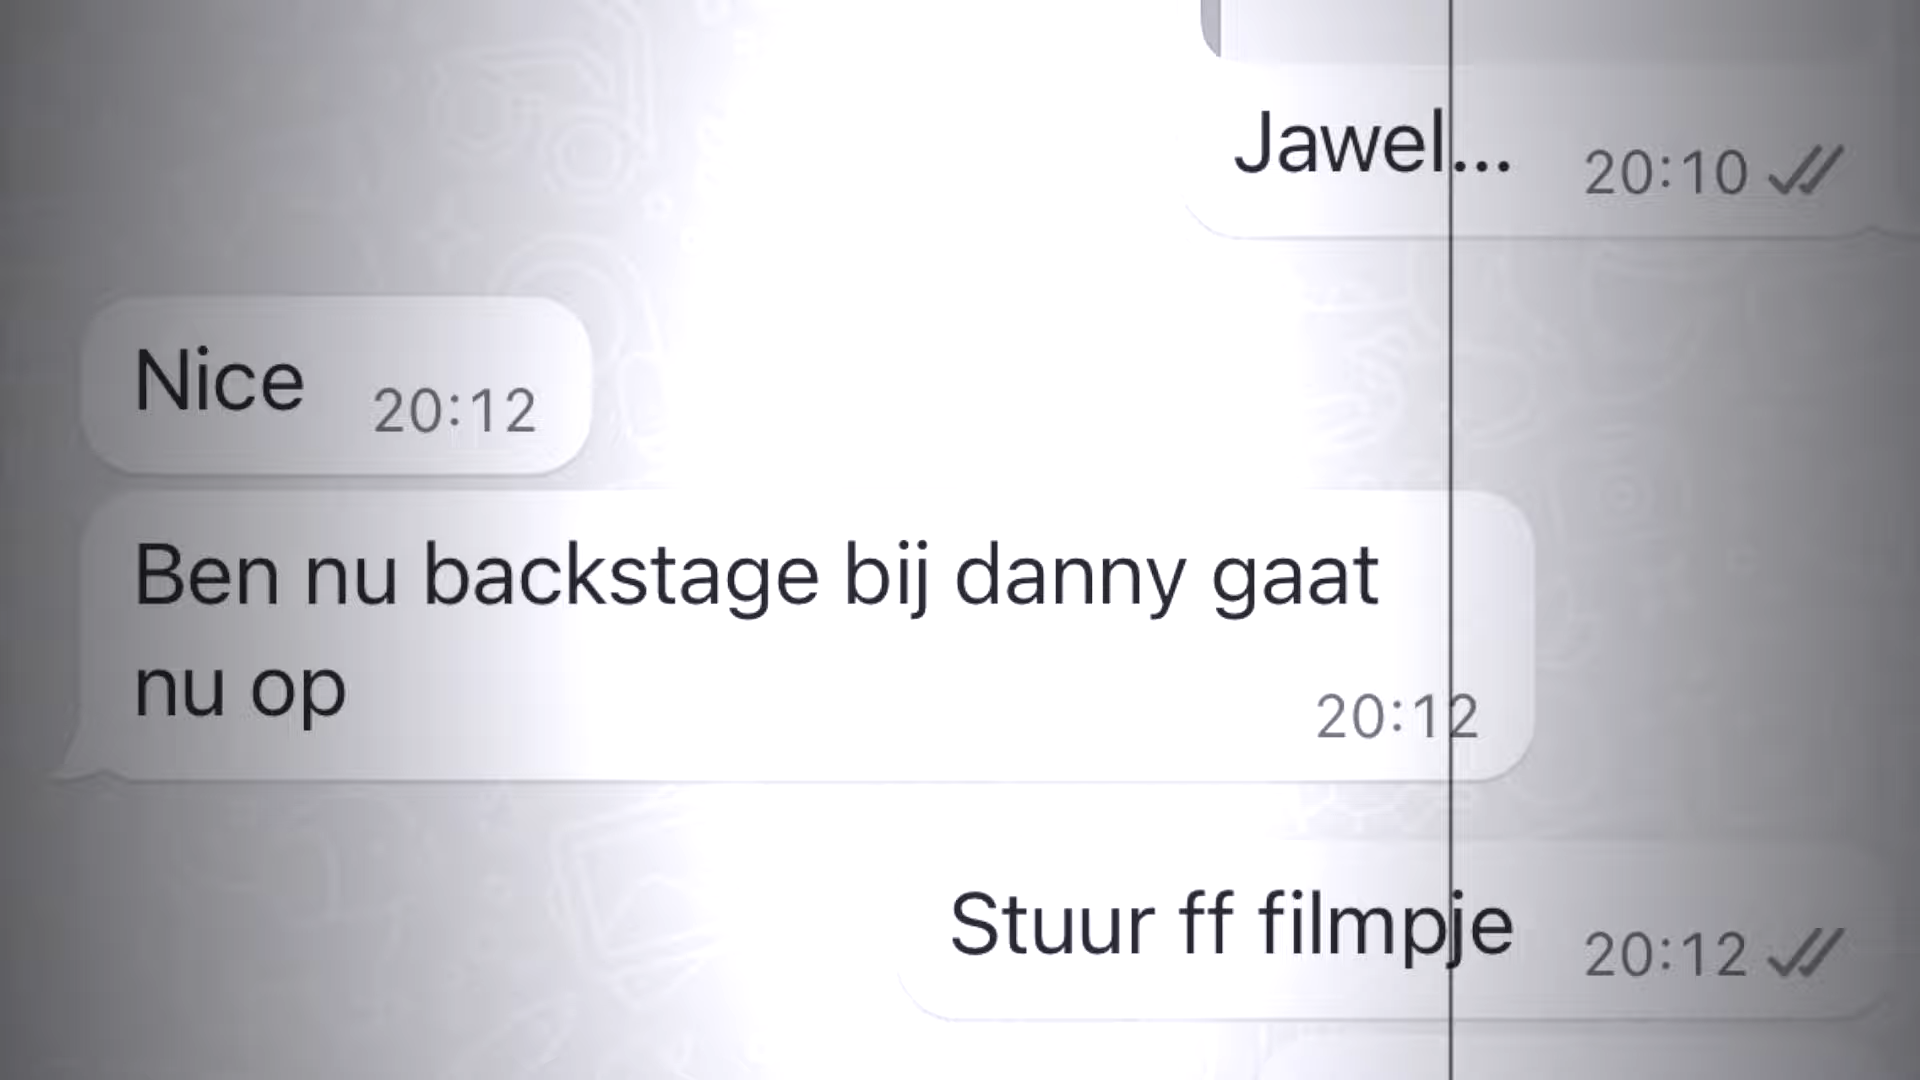 Jawel... 20:10
Nice 20:12
Ben nu backstage bij danny gaat
nu op 20:12
Stuur ff filmpje 20:12